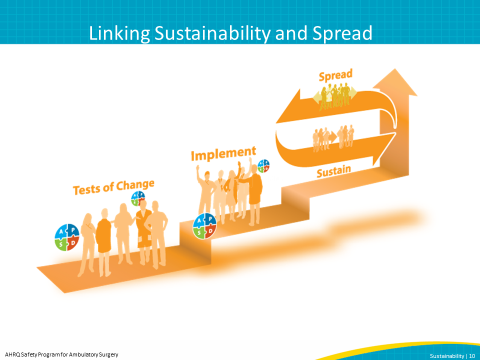 Linking Sustainability and Spread
Spread
Implement
Sustain
Tests of Change
A P
S D
A P
S D
AHRQ Safety Program for Ambulatory Surgery
Sustainability | 10